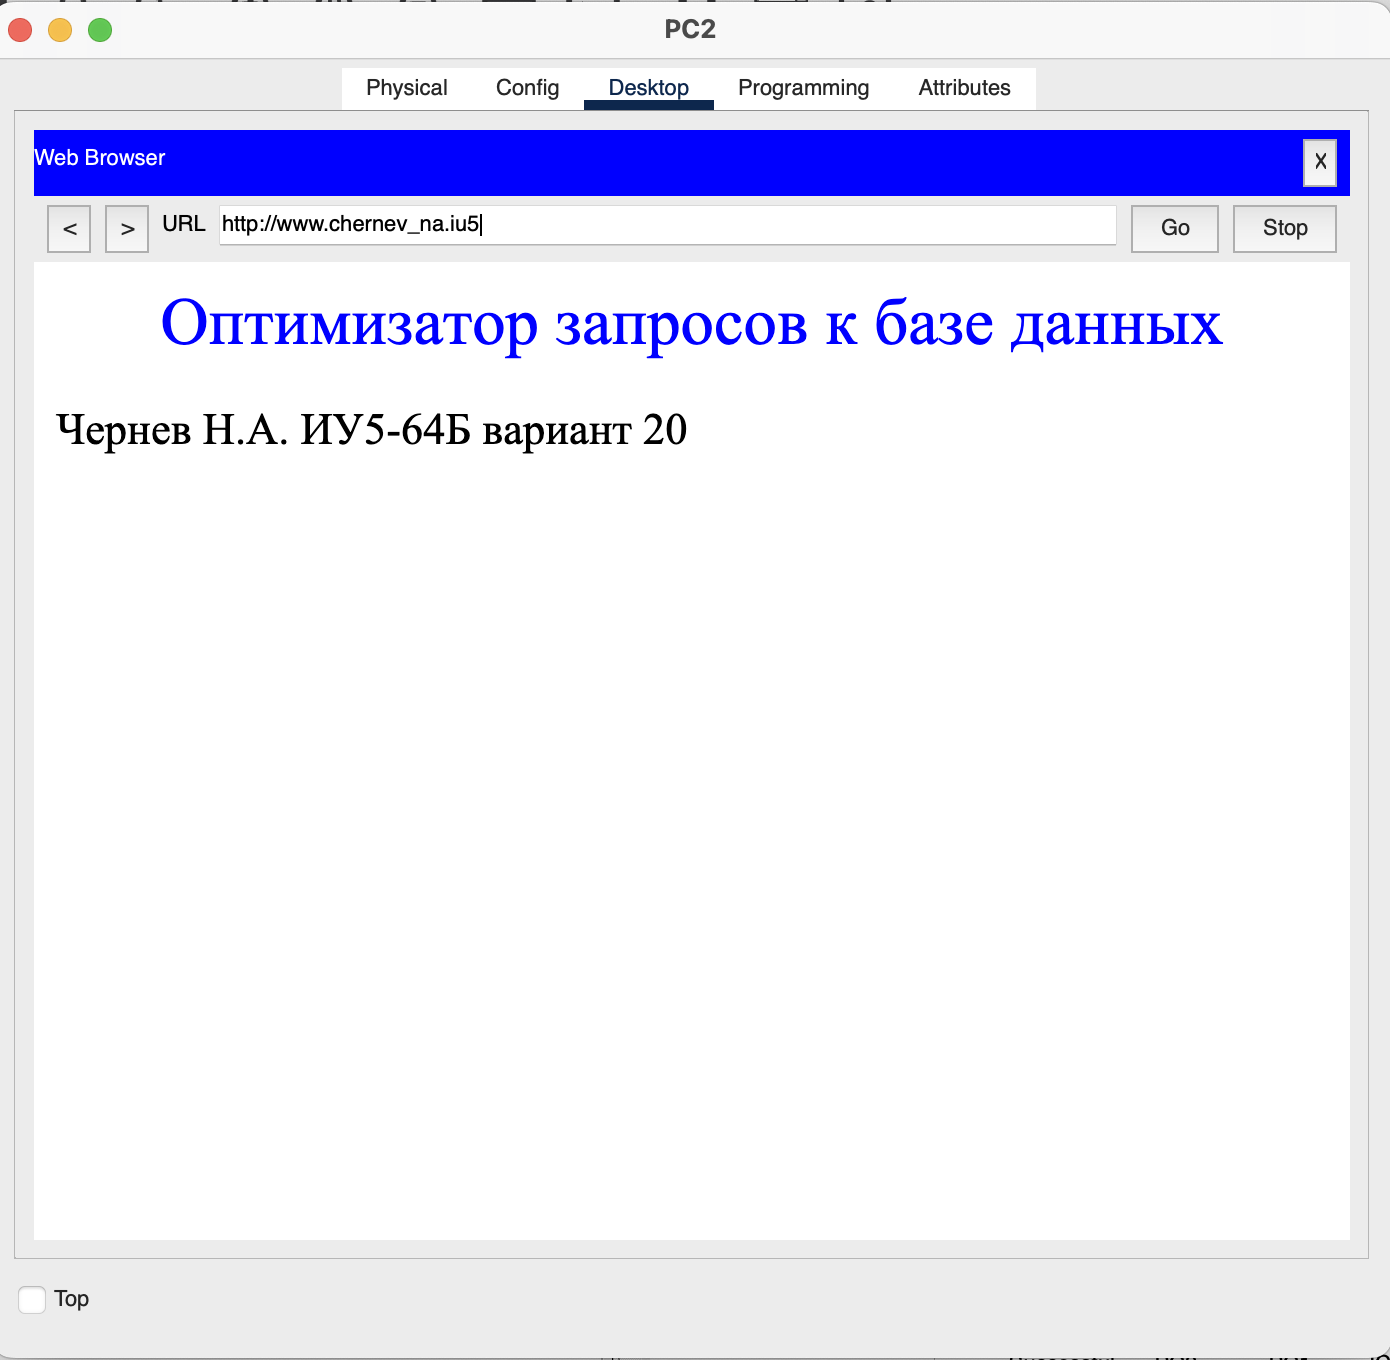 PC2
Physical Config Desktop Programming Attributes
Web Browser
X
< > URL http://www.chernev_na.iu5 Go Stop
Оптимизатор запросов к базе данных
Чернев Н.А. ИУ5-64Б вариант 20
Top